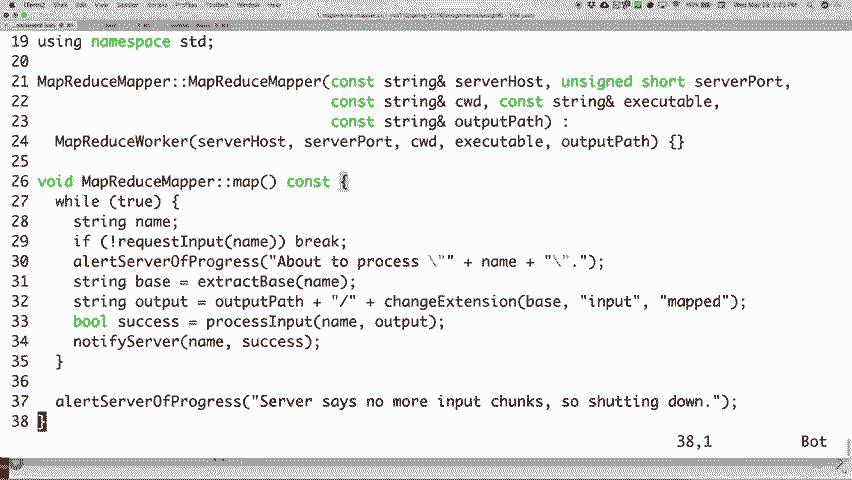 19 using namespace std;
20
21 MapReduceMapper::MapReduceMapper(const string& serverHost, unsigned short serverPort,
22                                  const string& cwd, const string& executable,
23                                  const string& outputPath) :
24   MapReduceWorker(serverHost, serverPort, cwd, executable, outputPath) {}
25
26 void MapReduceMapper::map() const {
27   while (true) {
28     string name;
29     if (!requestInput(name)) break;
30     alertServerOfProgress("About to process \"" + name + "\".");
31     string base = extractBase(name);
32     string output = outputPath + "/" + changeExtension(base, "input", "mapped");
33     bool success = processInput(name, output);
34     notifyServer(name, success);
35   }
36
37   alertServerOfProgress("Server says no more input chunks, so shutting down.");
38 }
38,1 Bot